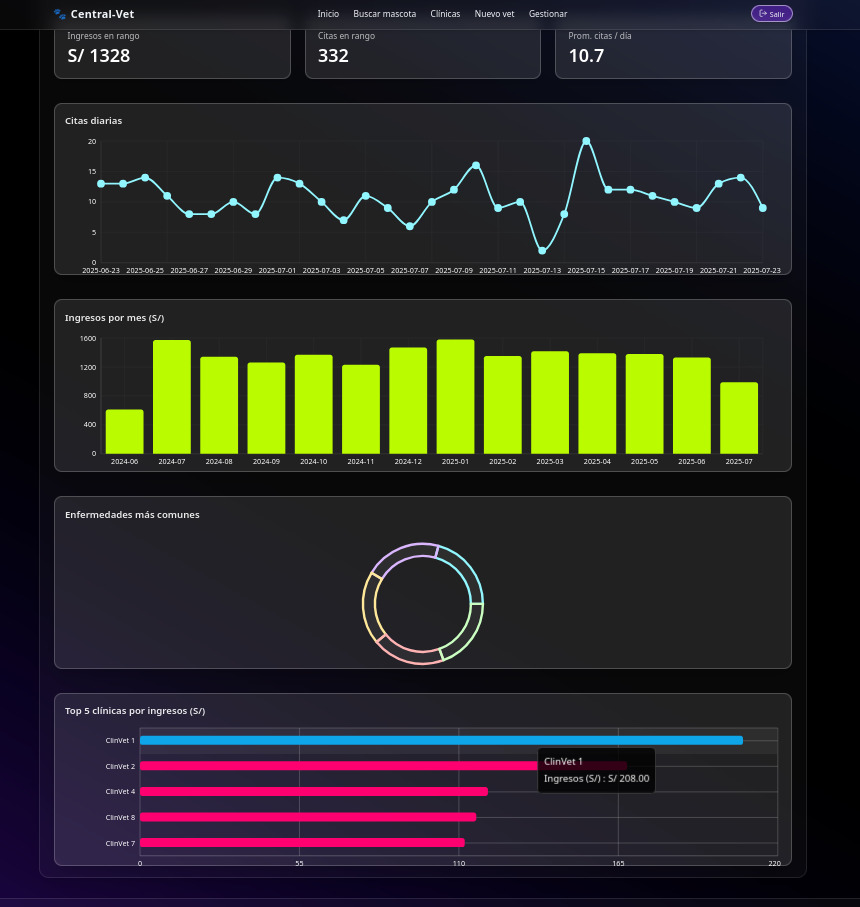 Central-Vet
Inicio Buscar mascota Clínicas Nuevo vet Gestionar
Salir
Ingresos en rango
S/ 1328
Citas en rango
332
Prom. citas / día
10.7
Citas diarias
20
15
10
5
0
2025-06-23 2025-06-25 2025-06-27 2025-06-29 2025-07-01 2025-07-03 2025-07-05 2025-07-07 2025-07-09 2025-07-11 2025-07-13 2025-07-15 2025-07-17 2025-07-19 2025-07-21 2025-07-23
Ingresos por mes (S/)
1600
1200
800
400
0
2024-06 2024-07 2024-08 2024-09 2024-10 2024-11 2024-12 2025-01 2025-02 2025-03 2025-04 2025-05 2025-06 2025-07
Enfermedades más comunes
Top 5 clínicas por ingresos (S/)
ClinVet 1
ClinVet 2
ClinVet 4
ClinVet 8
ClinVet 7
ClinVet 1
Ingresos (S/) : S/ 208.00
0 55 110 165 220